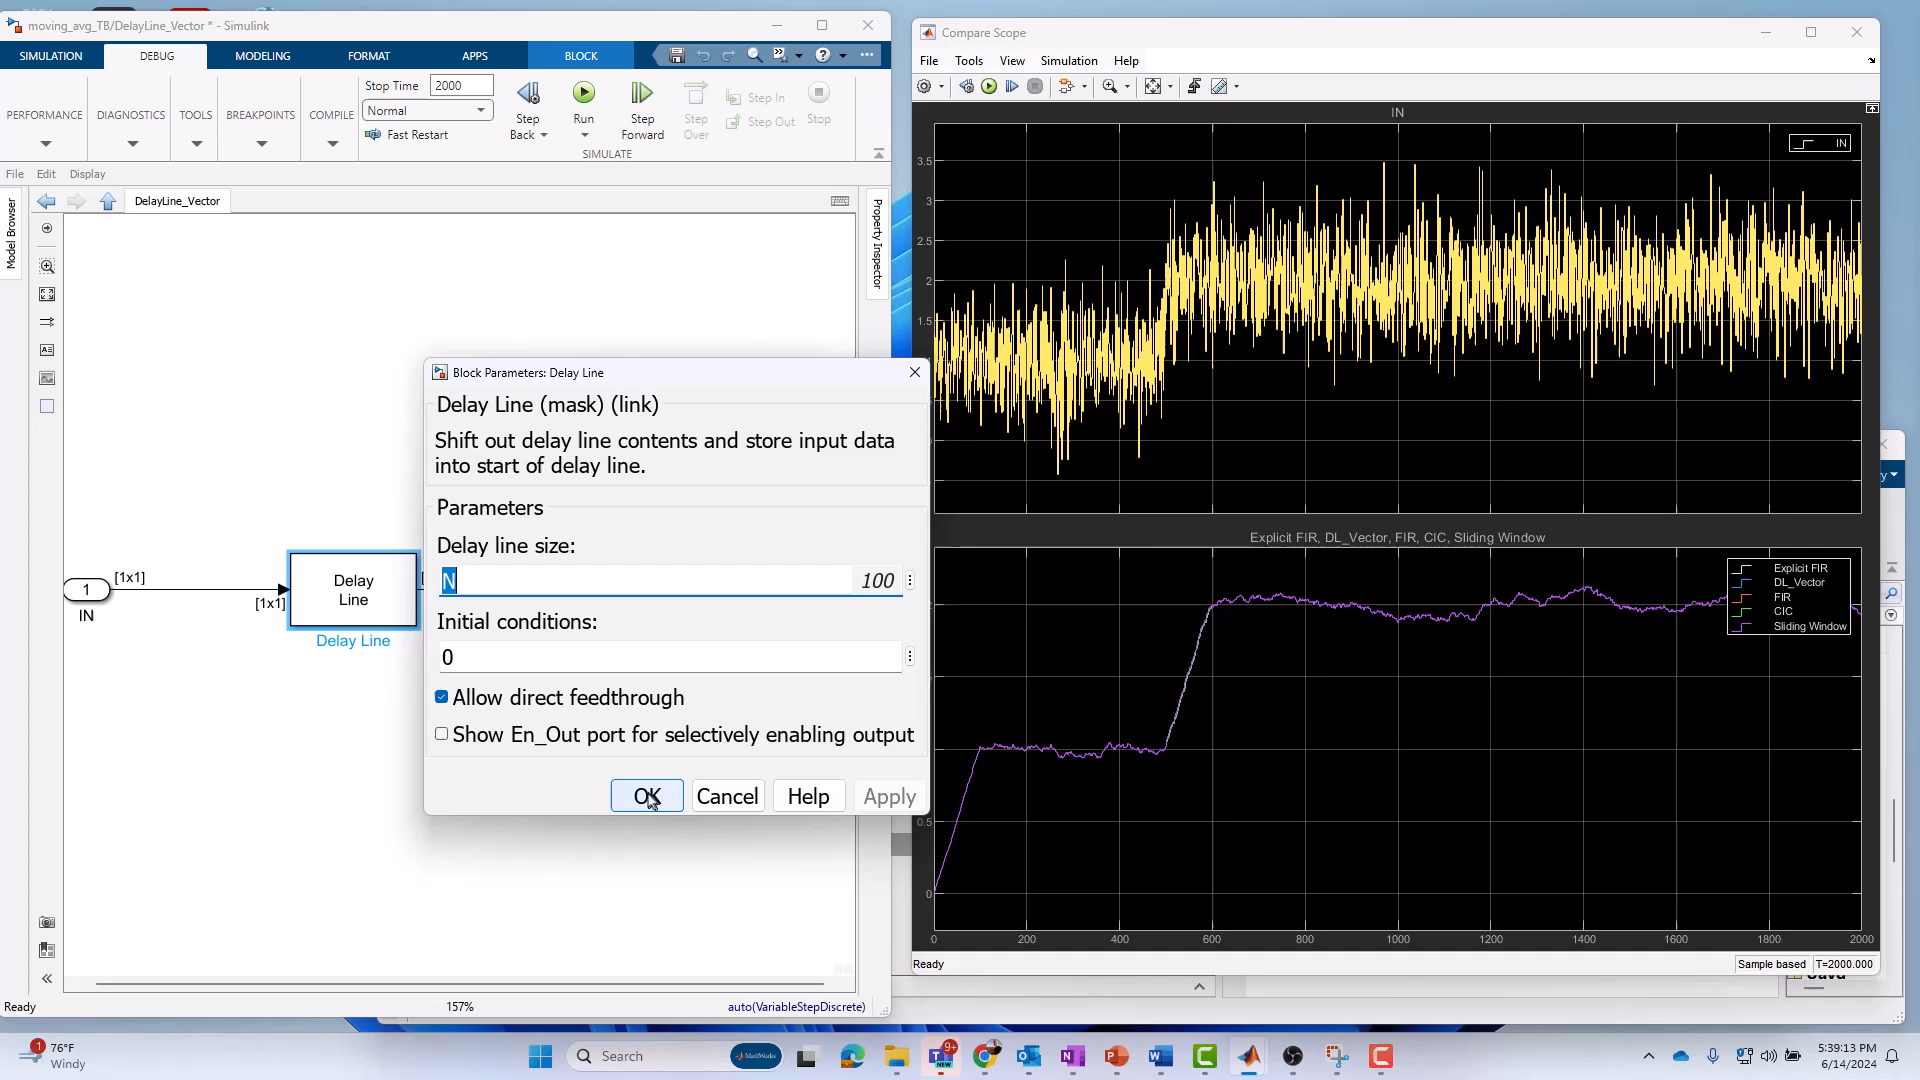 moving_avg_TB/DelayLine_Vector * - Simulink
SIMULATION
DEBUG
MODELING
FORMAT
APPS
BLOCK
PERFORMANCE
DIAGNOSTICS
TOOLS
BREAKPOINTS
COMPILE
Stop Time 2000
Normal
Fast Restart
Step Back
Run
Step Forward
Step Over
Step In
Step Out
Stop
SIMULATE
File Edit Display
Model Browser
DelayLine_Vector
Property Inspector
1
IN
[1x1]
[1x1]
Delay
Line
Delay Line
Block Parameters: Delay Line
Delay Line (mask) (link)
Shift out delay line contents and store input data
into start of delay line.
Parameters
Delay line size:
N 100
Initial conditions:
0
Allow direct feedthrough
Show En_Out port for selectively enabling output
OK Cancel Help Apply
Ready
157%
auto(VariableStepDiscrete)
Compare Scope
File Tools View Simulation Help
IN
IN
3.5
3
2.5
2
1.5
Explicit FIR, DL_Vector, FIR, CIC, Sliding Window
Explicit FIR
DL_Vector
FIR
CIC
Sliding Window
0.5
0
0 200 400 600 800 1000 1200 1400 1600 1800 2000
Ready
Sample based T=2000.000
1
76°F
Windy
Search
MathWorks
9+
NEW
5:39:13 PM
6/14/2024